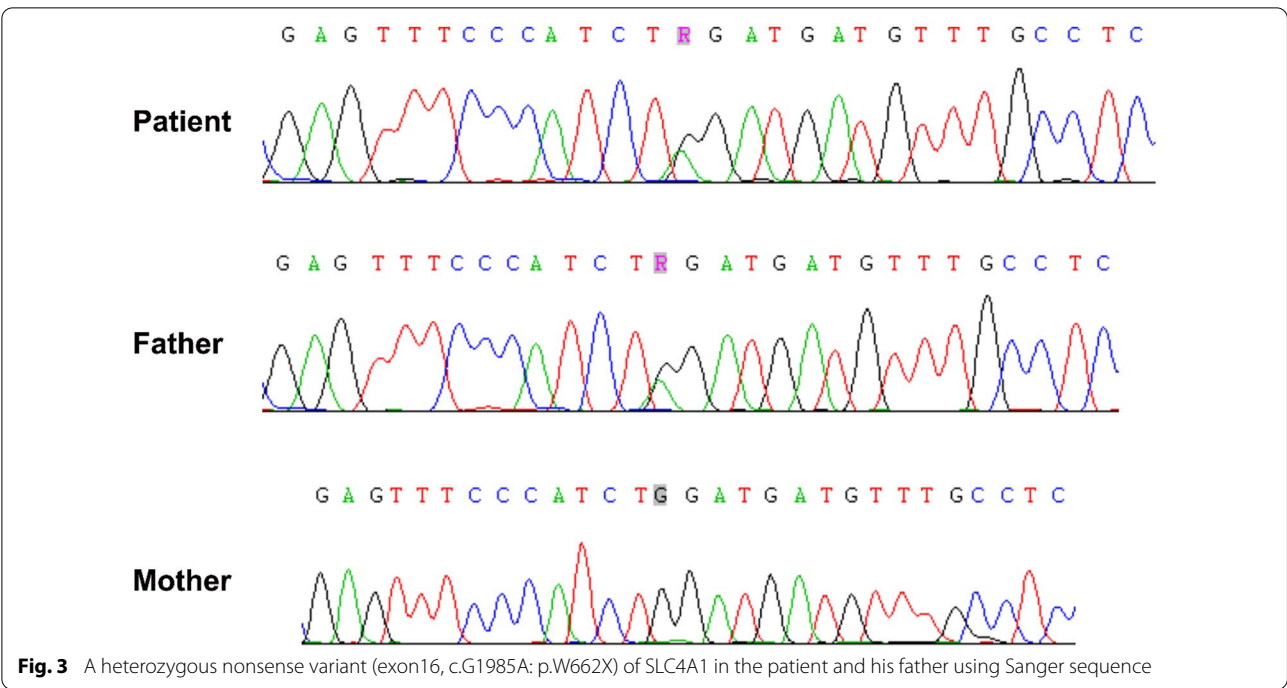 G A G T T T C C C A T C T R G A T G A T G T T T G C C T C
Patient
G A G T T T C C C A T C T R G A T G A T G T T T G C C T C
Father
G A G T T T C C C A T C T G G A T G A T G T T T G C C T C
Mother
Fig. 3 A heterozygous nonsense variant (exon16, c.G1985A: p.W662X) of SLC4A1 in the patient and his father using Sanger sequence